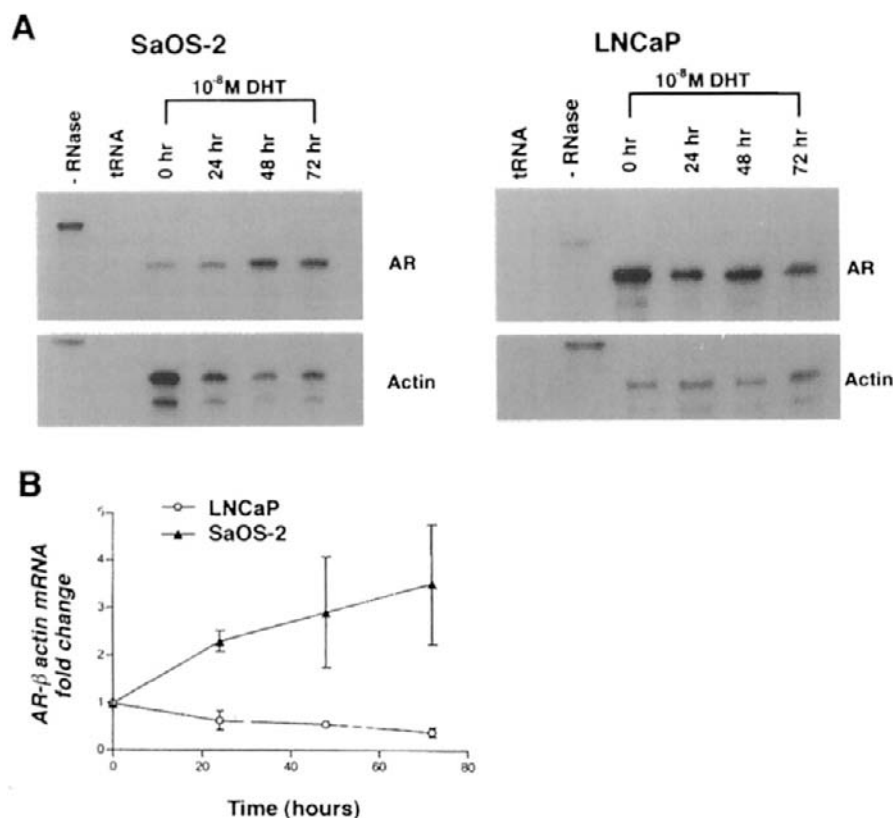 A
SaOS-2
LNCaP
10⁻⁸M DHT
10⁻⁸M DHT
- RNase
tRNA
0 hr
24 hr
48 hr
72 hr
tRNA
- RNase
0 hr
24 hr
48 hr
72 hr
AR
AR
Actin
Actin
B
LNCaP
SaOS-2
AR-β actin mRNA
fold change
5
4
3
2
1
0
0
20
40
60
80
Time (hours)